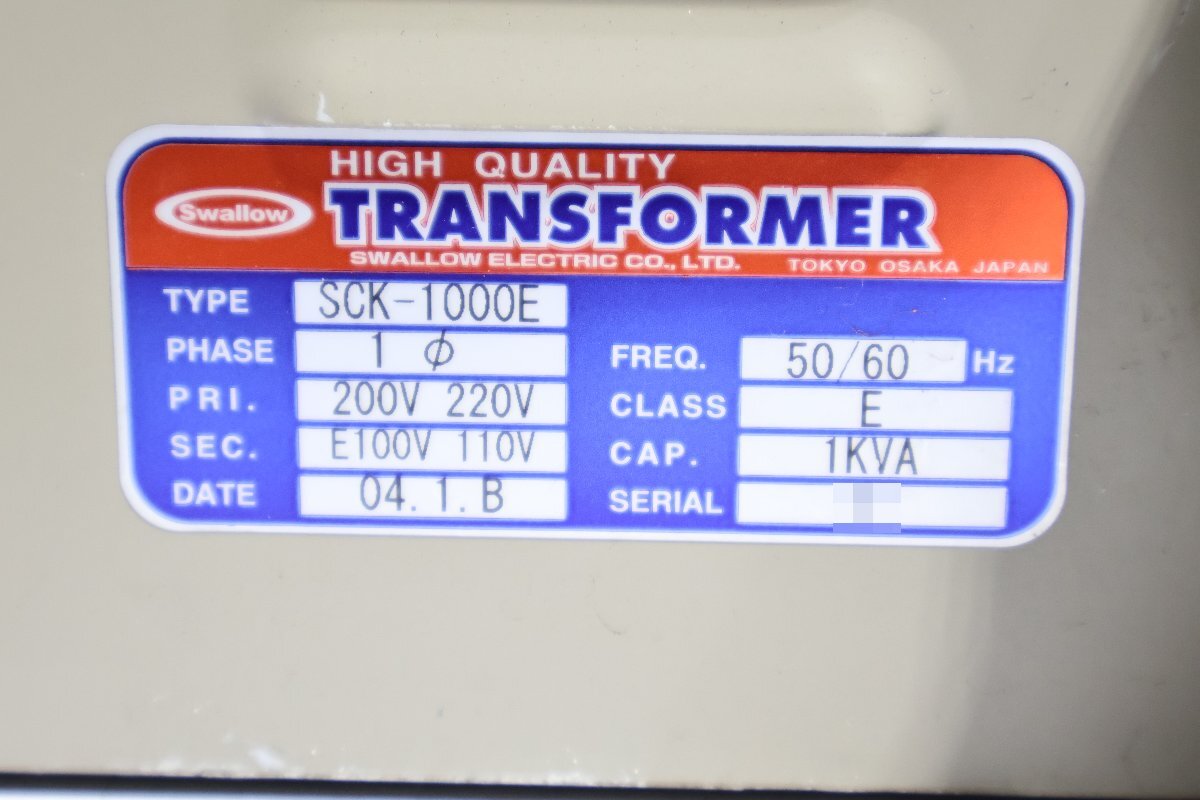 HIGH QUALITY
Swallow
TRANSFORMER
SWALLOW ELECTRIC CO., LTD. TOKYO OSAKA JAPAN
TYPE SCK-1000E
PHASE 1 ϕ FREQ. 50/60 Hz
PRI. 200V 220V CLASS E
SEC. E100V 110V CAP. 1KVA
DATE 04.1.B SERIAL